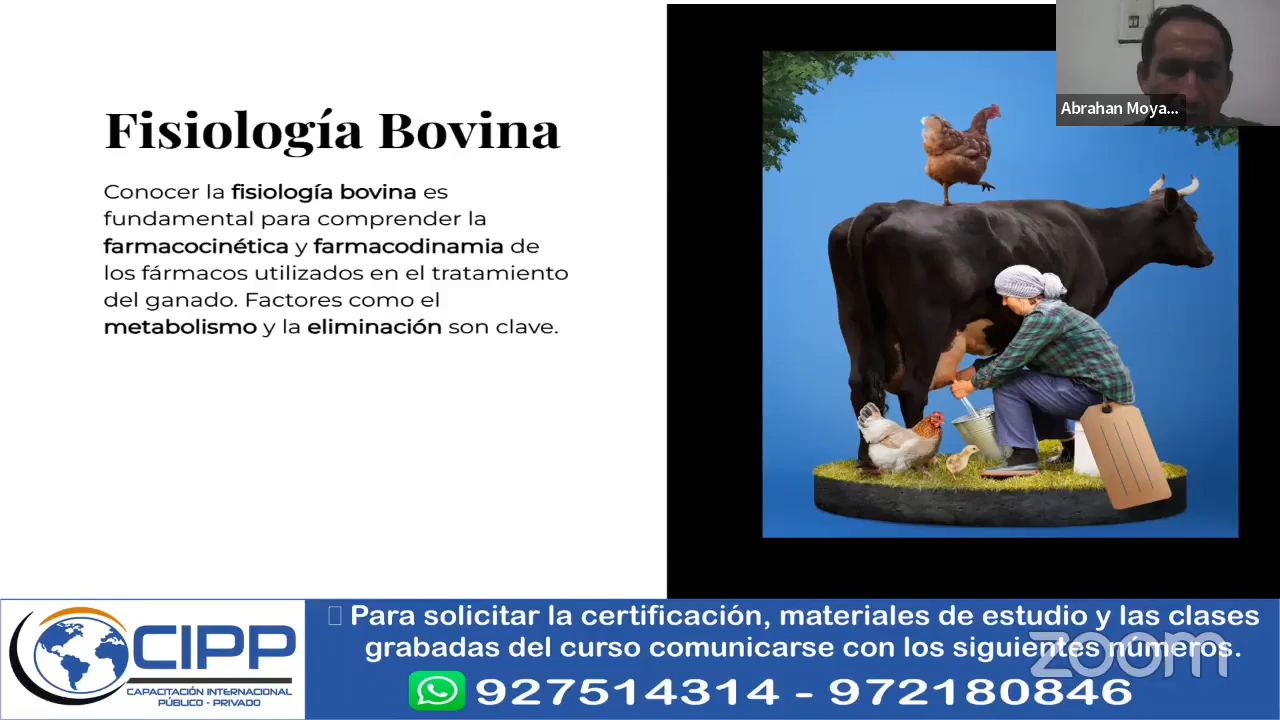 Fisiología Bovina
Conocer la fisiología bovina es
fundamental para comprender la
farmacocinética y farmacodinamia de
los fármacos utilizados en el tratamiento
del ganado. Factores como el
metabolismo y la eliminación son clave.
Abrahan Moya...
CIPP
CAPACITACIÓN INTERNACIONAL
PÚBLICO - PRIVADO
Para solicitar la certificación, materiales de estudio y las clases
grabadas del curso comunicarse con los siguientes números.
927514314 - 972180846
zoom